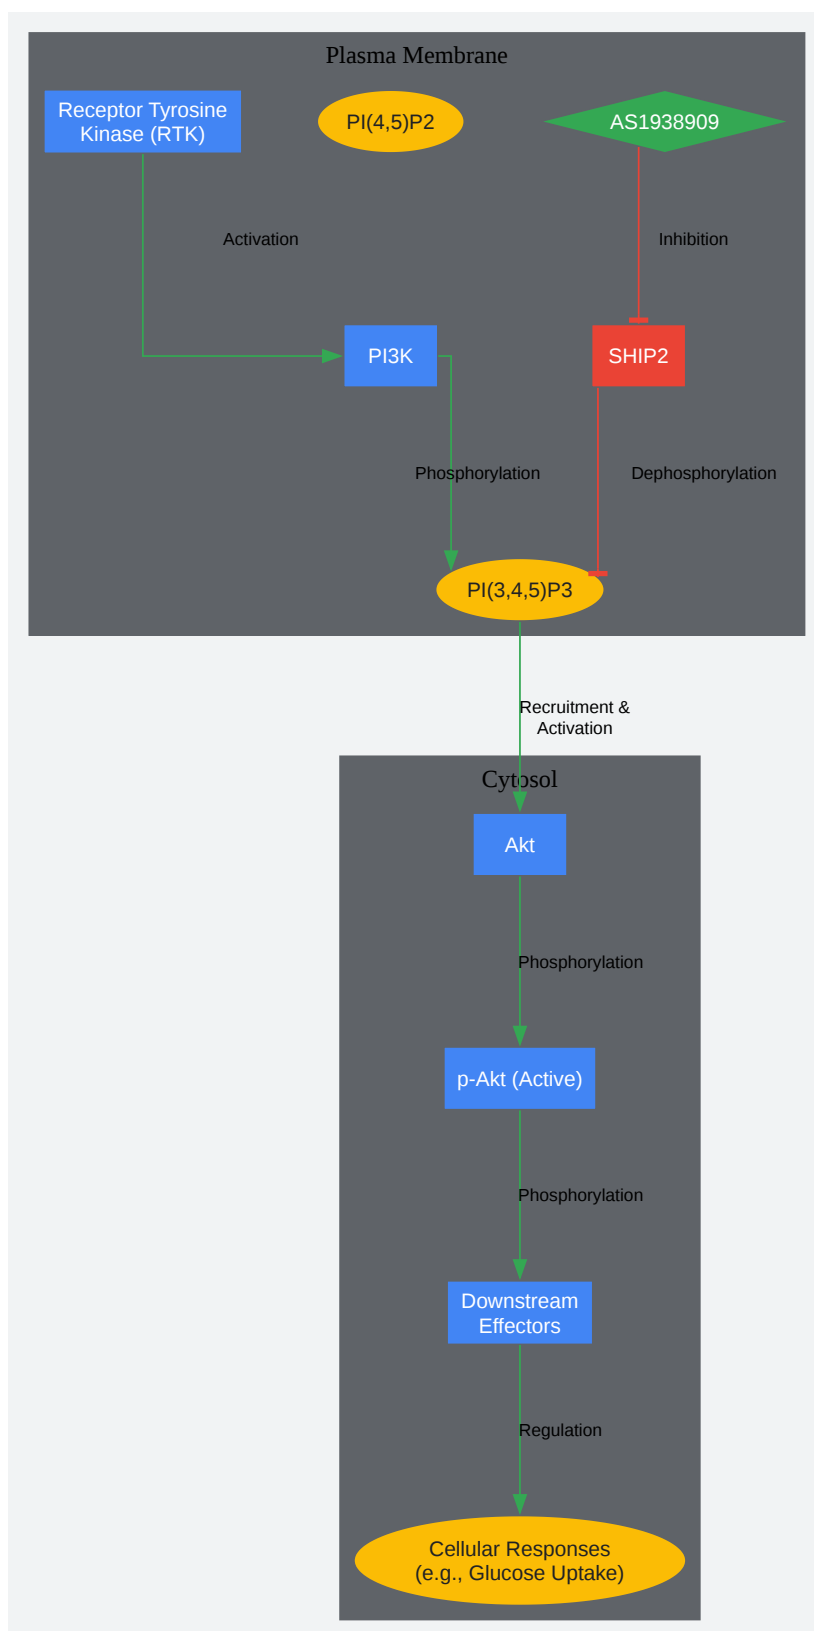 Plasma Membrane
Receptor Tyrosine
Kinase (RTK)
PI(4,5)P2
AS1938909
Activation
Inhibition
PI3K
SHIP2
Phosphorylation
Dephosphorylation
PI(3,4,5)P3
Recruitment &
Activation
Cytosol
Akt
Phosphorylation
p-Akt (Active)
Phosphorylation
Downstream
Effectors
Regulation
Cellular Responses
(e.g., Glucose Uptake)